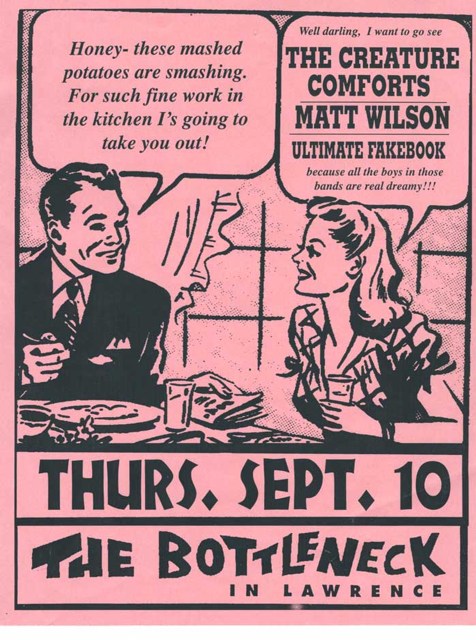 Honey- these mashed
potatoes are smashing.
For such fine work in
the kitchen I's going to
take you out!
Well darling, I want to go see
THE CREATURE
COMFORTS
MATT WILSON
ULTIMATE FAKEBOOK
because all the boys in those
bands are real dreamy!!!
THURS. SEPT. 10
THE BOTTLENECK
IN LAWRENCE